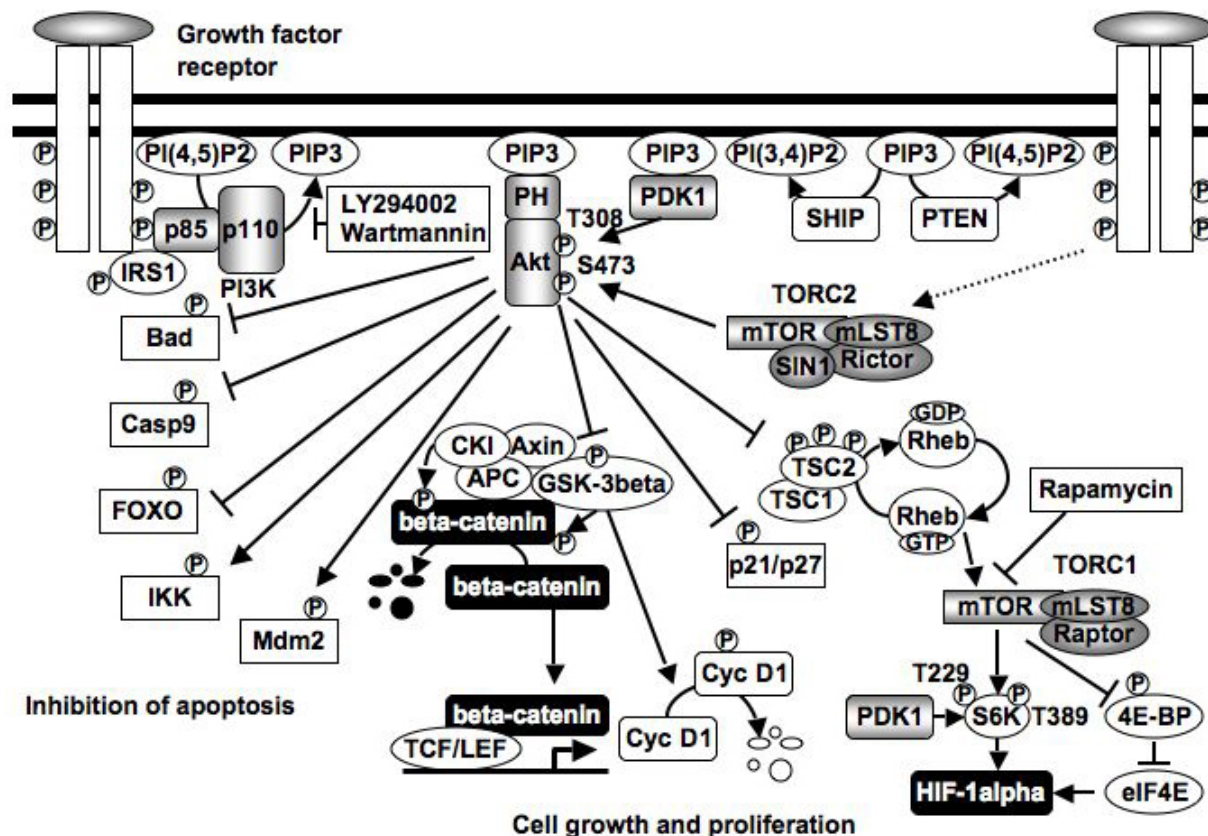 Growth factor
receptor
P
P
P
P
P
P
P
P
P
P
P
P
PI(4,5)P2
PIP3
PIP3
PIP3
PI(3,4)P2
PIP3
PI(4,5)P2
p85
p110
LY294002
Wartmannin
PH
PDK1
SHIP
PTEN
T308
P
Akt
P
S473
IRS1
PI3K
TORC2
mTOR
mLST8
SIN1
Rictor
P
Bad
P
Casp9
P
FOXO
P
IKK
P
Mdm2
Inhibition of apoptosis
CKI
Axin
P
APC
GSK-3beta
P
beta-catenin
P
beta-catenin
beta-catenin
TCF/LEF
P
Cyc D1
Cyc D1
P
P
P
TSC2
TSC1
GDP
Rheb
Rheb
GTP
P
p21/p27
Rapamycin
TORC1
mTOR
mLST8
Raptor
T229
P
P
PDK1
S6K
T389
P
4E-BP
HIF-1alpha
eIF4E
Cell growth and proliferation